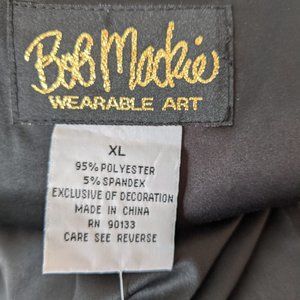 Bob Mackie
WEARABLE ART
XL
95% POLYESTER
5% SPANDEX
EXCLUSIVE OF DECORATION
MADE IN CHINA
RN 90133
CARE SEE REVERSE